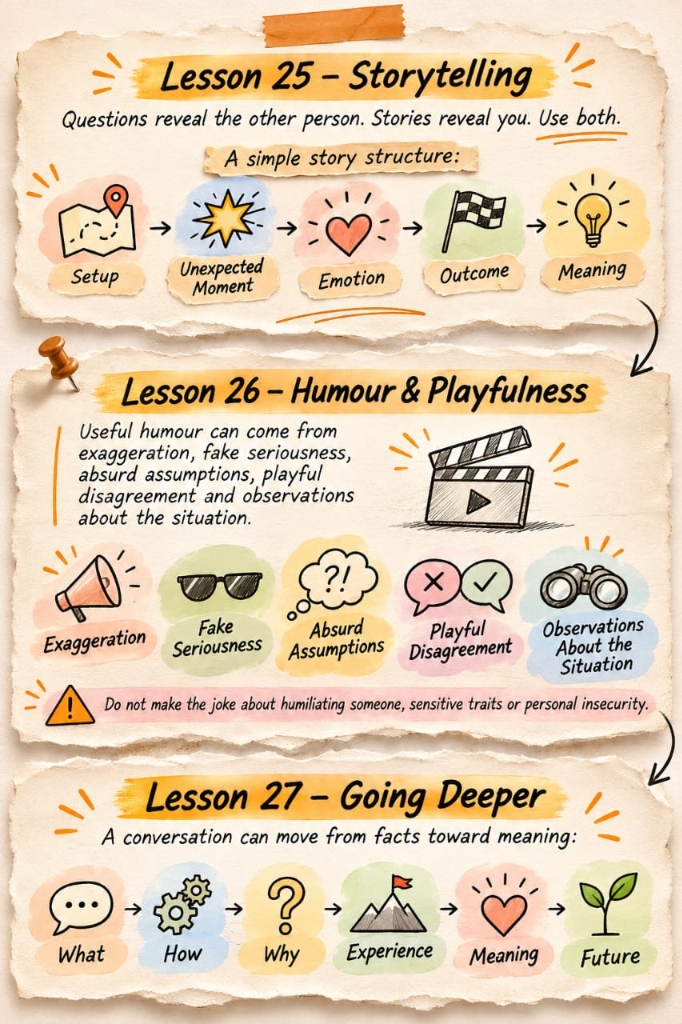 Lesson 25 – Storytelling
Questions reveal the other person. Stories reveal you. Use both.
A simple story structure:
Setup
Unexpected
Moment
Emotion
Outcome
Meaning
Lesson 26 – Humour & Playfulness
Useful humour can come from
exaggeration, fake seriousness,
absurd assumptions, playful
disagreement and observations
about the situation.
?!
Exaggeration
Fake
Seriousness
Absurd
Assumptions
Playful
Disagreement
Observations
About the
Situation
!
Do not make the joke about humiliating someone, sensitive traits or personal insecurity.
Lesson 27 – Going Deeper
A conversation can move from facts toward meaning:
?
What
How
Why
Experience
Meaning
Future